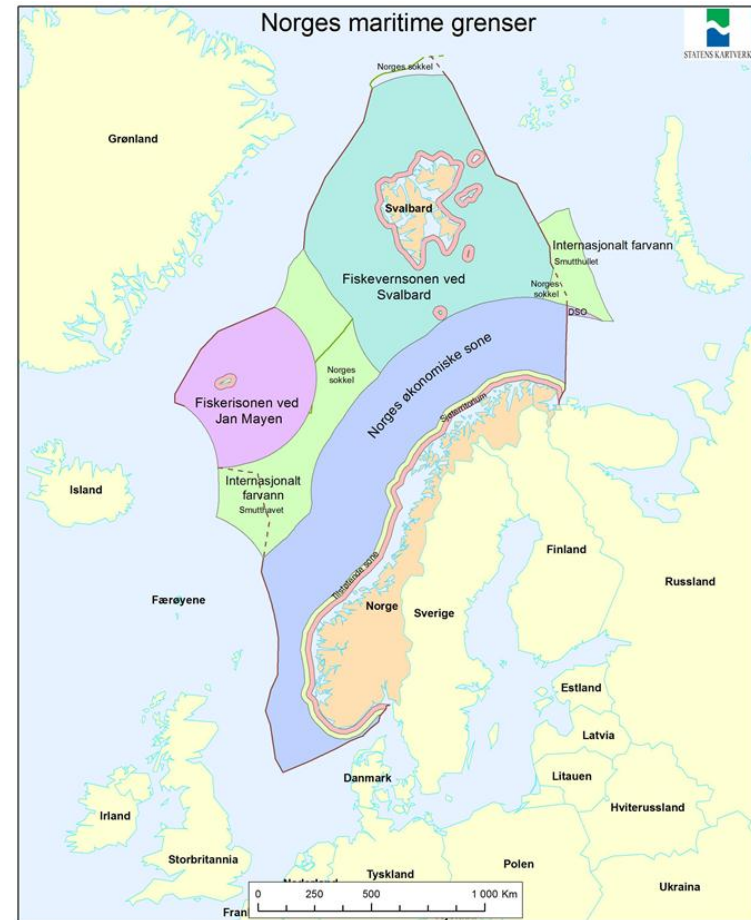 Norges maritime grenser
STATENS KARTVERK
Norges sokkel
Grønland
Svalbard
Internasjonalt farvann
Smutthullet
Fiskevernsonen ved
Svalbard
Norges
sokkel
DSO
Norges økonomiske sone
Norges
sokkel
Fiskerisonen ved
Jan Mayen
Sjøterritorium
Internasjonalt
farvann
Smutthavet
Island
Finland
Russland
Tilstøtende sone
Færøyene
Norge
Sverige
Estland
Latvia
Danmark
Litauen
Hviterussland
Irland
Storbritannia
Tyskland
Polen
Ukraina
0 250 500 1 000 Km